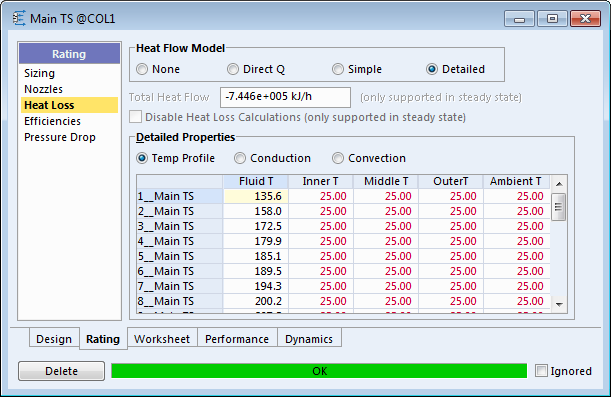 Main TS @COL1
Rating
Sizing
Nozzles
Heat Loss
Efficiencies
Pressure Drop
Heat Flow Model
None Direct Q Simple Detailed
Total Heat Flow -7.446e+005 kJ/h (only supported in steady state)
Disable Heat Loss Calculations (only supported in steady state)
Detailed Properties
Temp Profile Conduction Convection
Fluid T Inner T Middle T OuterT Ambient T
1__Main TS 135.6 25.00 25.00 25.00 25.00
2__Main TS 158.0 25.00 25.00 25.00 25.00
3__Main TS 172.5 25.00 25.00 25.00 25.00
4__Main TS 179.9 25.00 25.00 25.00 25.00
5__Main TS 185.1 25.00 25.00 25.00 25.00
6__Main TS 189.5 25.00 25.00 25.00 25.00
7__Main TS 194.3 25.00 25.00 25.00 25.00
8__Main TS 200.2 25.00 25.00 25.00 25.00
Design Rating Worksheet Performance Dynamics
Delete OK Ignored